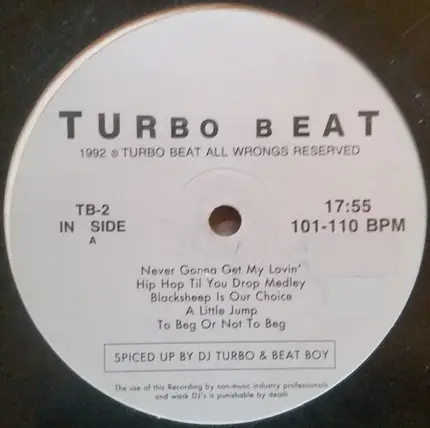 TURBO BEAT
1992 ℗ TURBO BEAT ALL WRONGS RESERVED
TB-2
IN SIDE
A
17:55
101-110 BPM
Never Gonna Get My Lovin'
Hip Hop Til You Drop Medley
Blacksheep Is Our Choice
A Little Jump
To Beg Or Not To Beg
SPICED UP BY DJ TURBO & BEAT BOY
The use of this Recording by non-music industry professionals
and wack DJ's is punishable by death